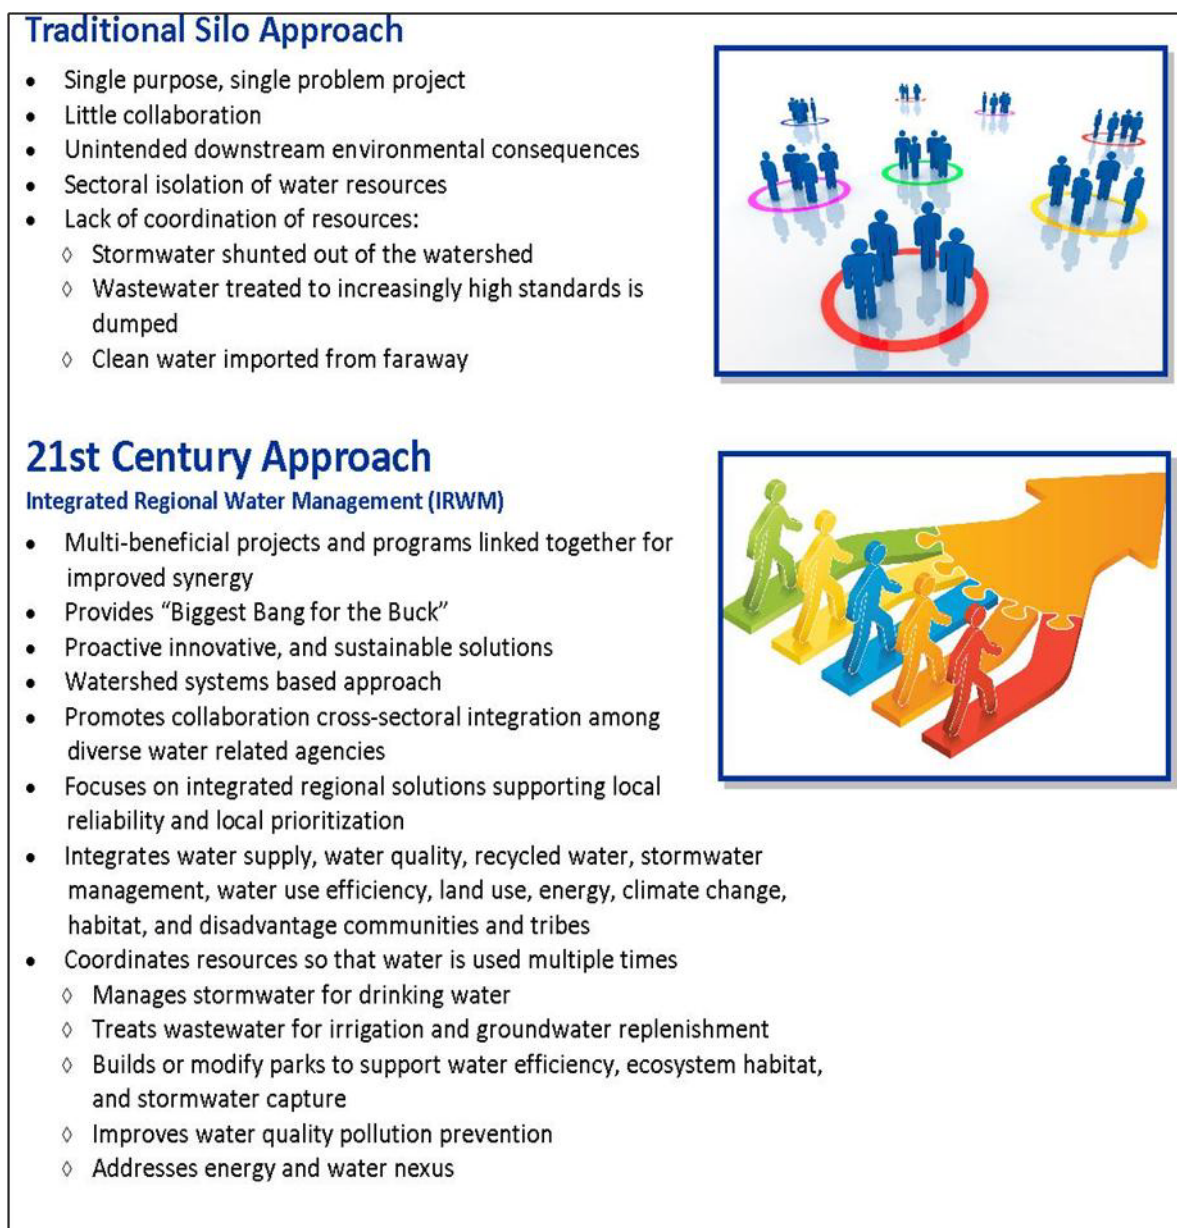 Traditional Silo Approach
• Single purpose, single problem project
• Little collaboration
• Unintended downstream environmental consequences
• Sectoral isolation of water resources
• Lack of coordination of resources:
◊ Stormwater shunted out of the watershed
◊ Wastewater treated to increasingly high standards is
dumped
◊ Clean water imported from faraway
21st Century Approach
Integrated Regional Water Management (IRWM)
• Multi-beneficial projects and programs linked together for
improved synergy
• Provides “Biggest Bang for the Buck”
• Proactive innovative, and sustainable solutions
• Watershed systems based approach
• Promotes collaboration cross-sectoral integration among
diverse water related agencies
• Focuses on integrated regional solutions supporting local
reliability and local prioritization
• Integrates water supply, water quality, recycled water, stormwater
management, water use efficiency, land use, energy, climate change,
habitat, and disadvantage communities and tribes
• Coordinates resources so that water is used multiple times
◊ Manages stormwater for drinking water
◊ Treats wastewater for irrigation and groundwater replenishment
◊ Builds or modify parks to support water efficiency, ecosystem habitat,
and stormwater capture
◊ Improves water quality pollution prevention
◊ Addresses energy and water nexus